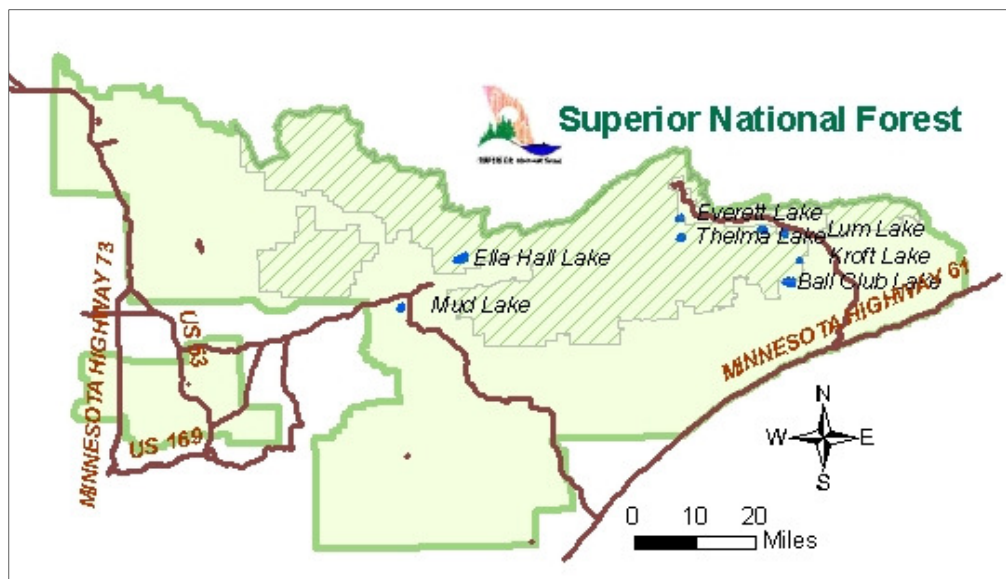 Superior National Forest
Everett Lake
Thelma Lake
Lum Lake
Ella Hall Lake
Kroft Lake
Ball Club Lake
Mud Lake
MINNESOTA HIGHWAY 73
US 53
US 169
MINNESOTA HIGHWAY 61
N
W E
S
0 10 20
Miles